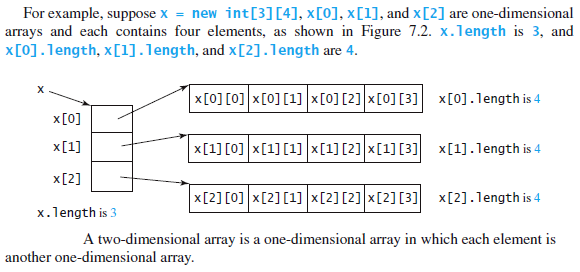 For example, suppose x = new int[3][4], x[0], x[1], and x[2] are one-dimensional
arrays and each contains four elements, as shown in Figure 7.2. x.length is 3, and
x[0].length, x[1].length, and x[2].length are 4.
x
x[0][0] x[0][1] x[0][2] x[0][3] x[0].length is 4
x[0]
x[1]
x[1][0] x[1][1] x[1][2] x[1][3] x[1].length is 4
x[2]
x[2][0] x[2][1] x[2][2] x[2][3] x[2].length is 4
x.length is 3
A two-dimensional array is a one-dimensional array in which each element is
another one-dimensional array.